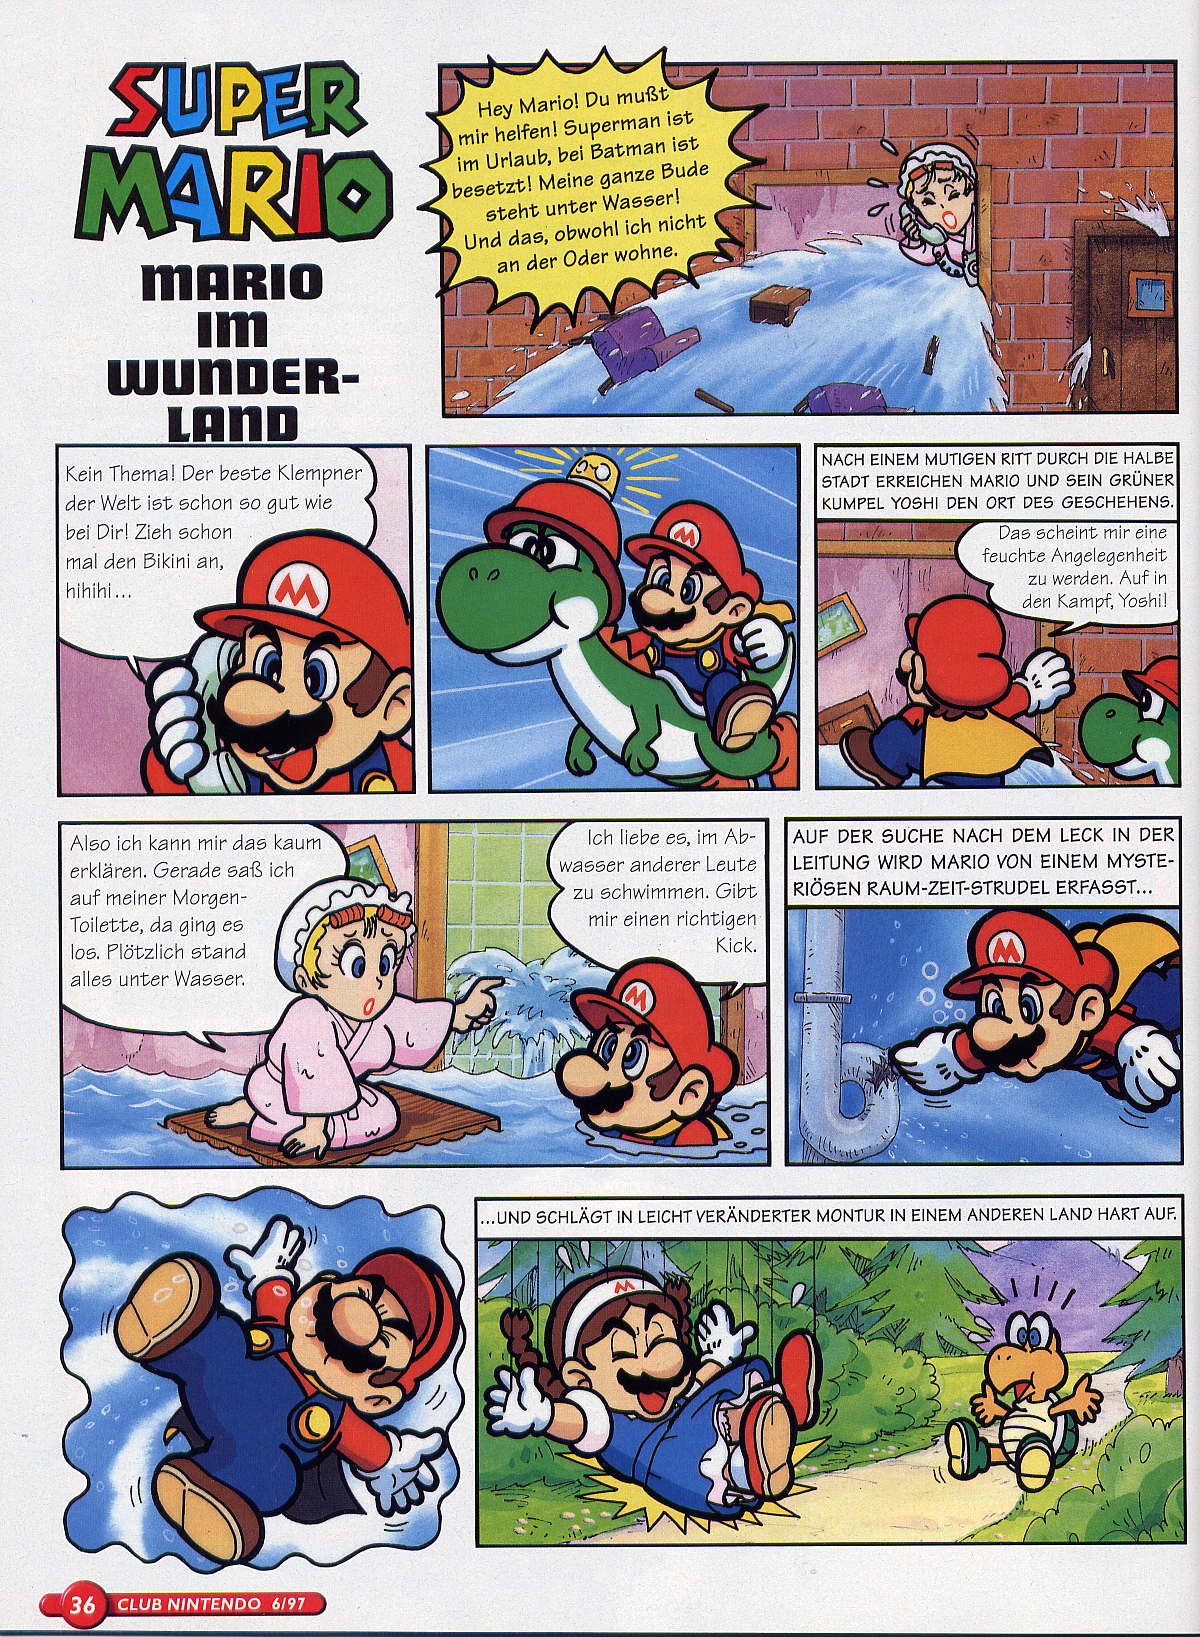 SUPER
MARIO
MARIO
IM
WUNDER-
LAND
Hey Mario! Du mußt
mir helfen! Superman ist
im Urlaub, bei Batman ist
besetzt! Meine ganze Bude
steht unter Wasser!
Und das, obwohl ich nicht
an der Oder wohne.
Kein Thema! Der beste Klempner
der Welt ist schon so gut wie
bei Dir! Zieh schon
mal den Bikini an,
hihihi...
M
M
NACH EINEM MUTIGEN RITT DURCH DIE HALBE
STADT ERREICHEN MARIO UND SEIN GRÜNER
KUMPEL YOSHI DEN ORT DES GESCHEHENS.
Das scheint mir eine
feuchte Angelegenheit
zu werden. Auf in
den Kampf, Yoshi!
Also ich kann mir das kaum
erklären. Gerade saß ich
auf meiner Morgen-
Toilette, da ging es
los. Plötzlich stand
alles unter Wasser.
Ich liebe es, im Ab-
wasser anderer Leute
zu schwimmen. Gibt
mir einen richtigen
Kick.
M
AUF DER SUCHE NACH DEM LECK IN DER
LEITUNG WIRD MARIO VON EINEM MYSTE-
RIÖSEN RAUM-ZEIT-STRUDEL ERFASST...
M
...UND SCHLÄGT IN LEICHT VERÄNDERTER MONTUR IN EINEM ANDEREN LAND HART AUF.
M
36 CLUB NINTENDO 6/97